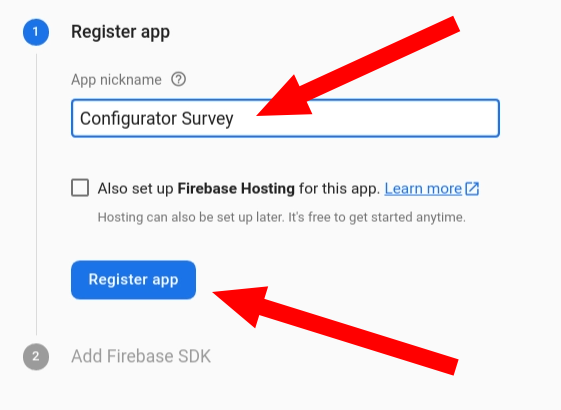 1 Register app
App nickname
Configurator Survey
Also set up Firebase Hosting for this app. Learn more
Hosting can also be set up later. It's free to get started anytime.
Register app
2 Add Firebase SDK